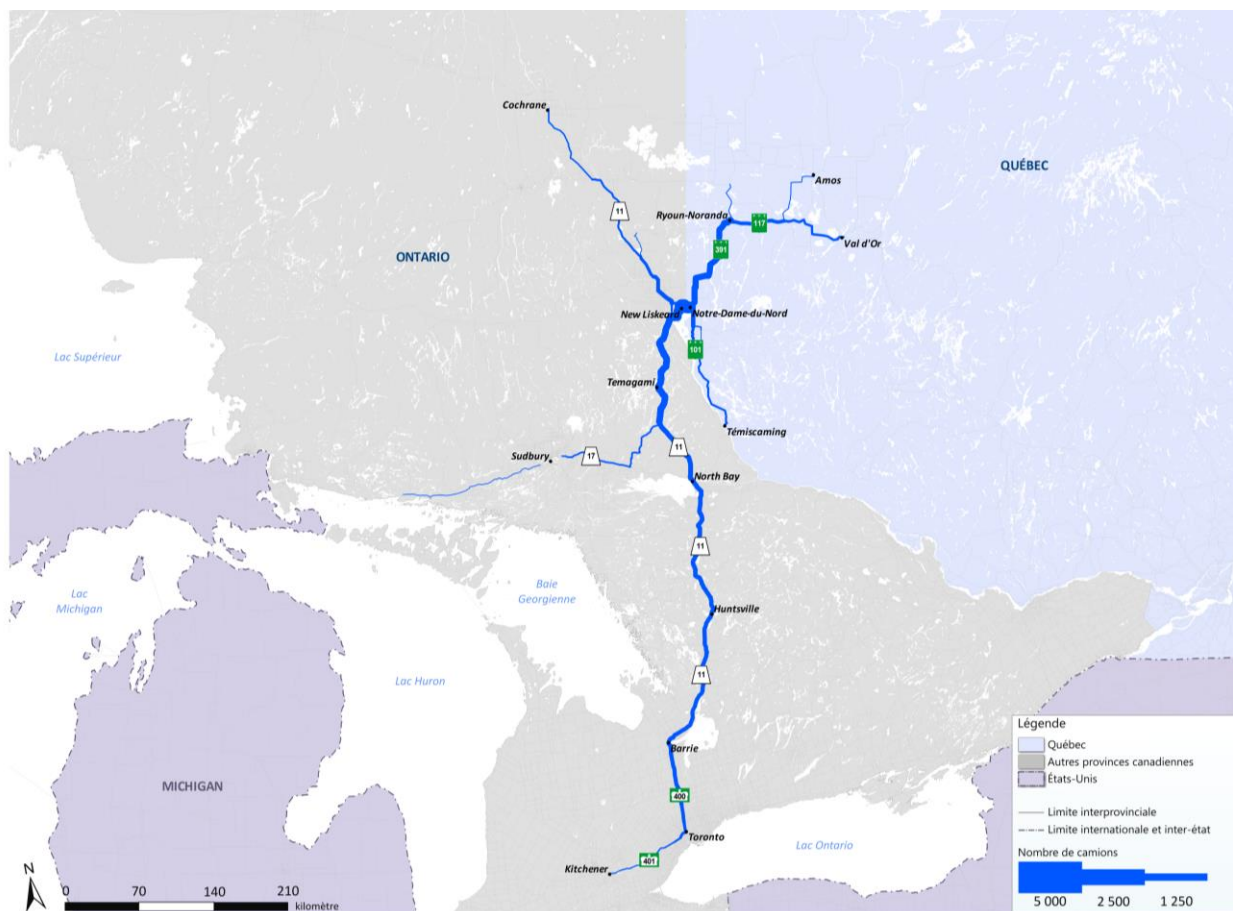 Cochrane
QUÉBEC
Amos
11
Ryoun-Noranda
117
Val d'Or
391
ONTARIO
New Liskeard
Notre-Dame-du-Nord
101
Lac Supérieur
Temagami
Témiscaming
11
Sudbury
17
North Bay
11
Baie
Georgienne
Lac
Michigan
Huntsville
11
Lac Huron
Barrie
MICHIGAN
400
Toronto
Lac Ontario
401
Kitchener
N
0 70 140 210
kilomètre
Légende
Québec
Autres provinces canadiennes
États-Unis
Limite interprovinciale
Limite internationale et inter-état
Nombre de camions
5 000 2 500 1 250